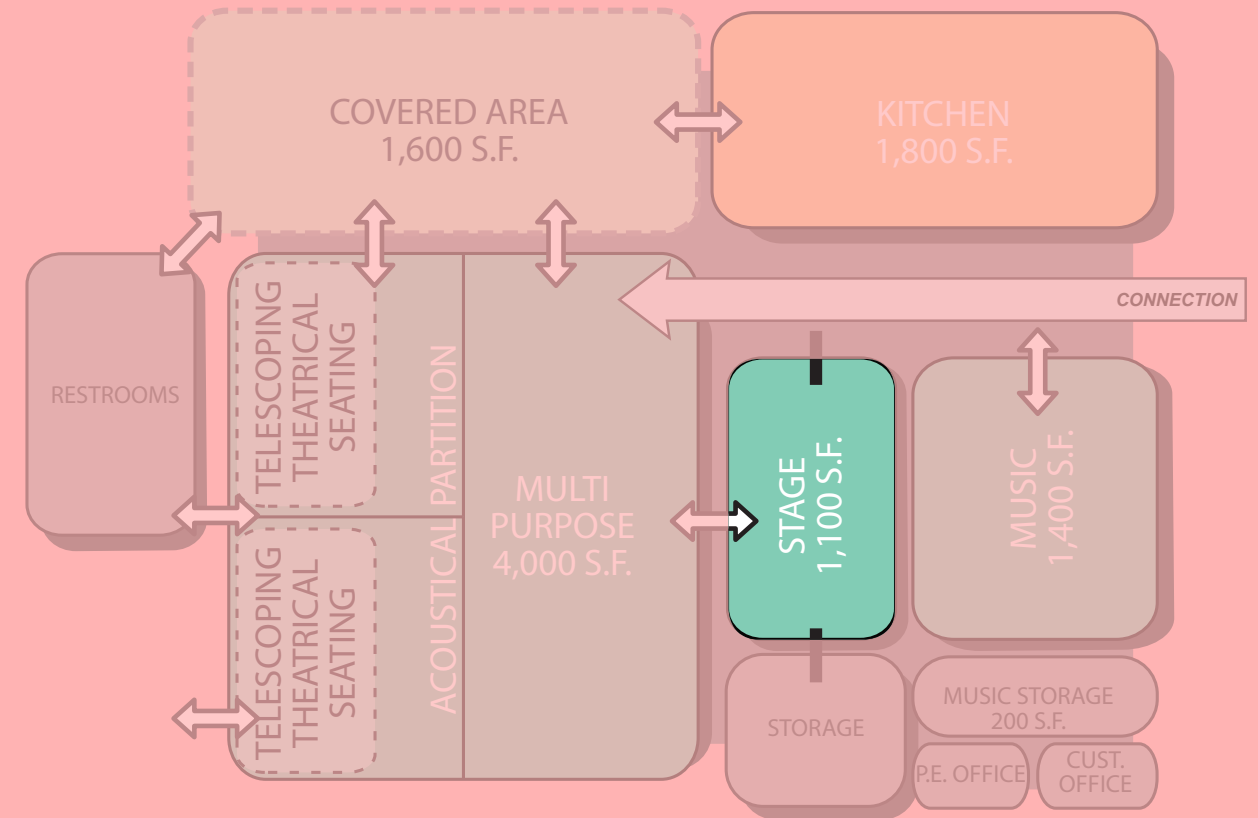 COVERED AREA
1,600 S.F.
KITCHEN
1,800 S.F.
CONNECTION
RESTROOMS
TELESCOPING
THEATRICAL
SEATING
TELESCOPING
THEATRICAL
SEATING
ACOUSTICAL PARTITION
MULTI
PURPOSE
4,000 S.F.
STAGE
1,100 S.F.
MUSIC
1,400 S.F.
STORAGE
MUSIC STORAGE
200 S.F.
P.E. OFFICE
CUST.
OFFICE